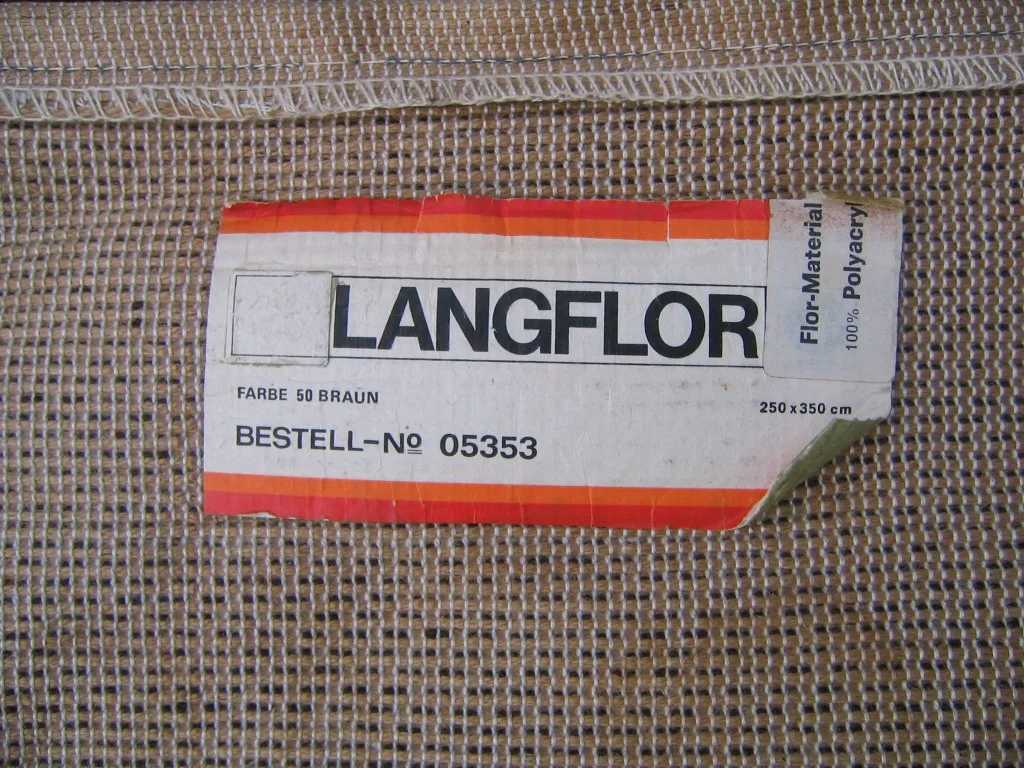 LANGFLOR
FARBE 50 BRAUN
BESTELL-Nº 05353
250 x 350 cm
Flor-Material
100% Polyacryl